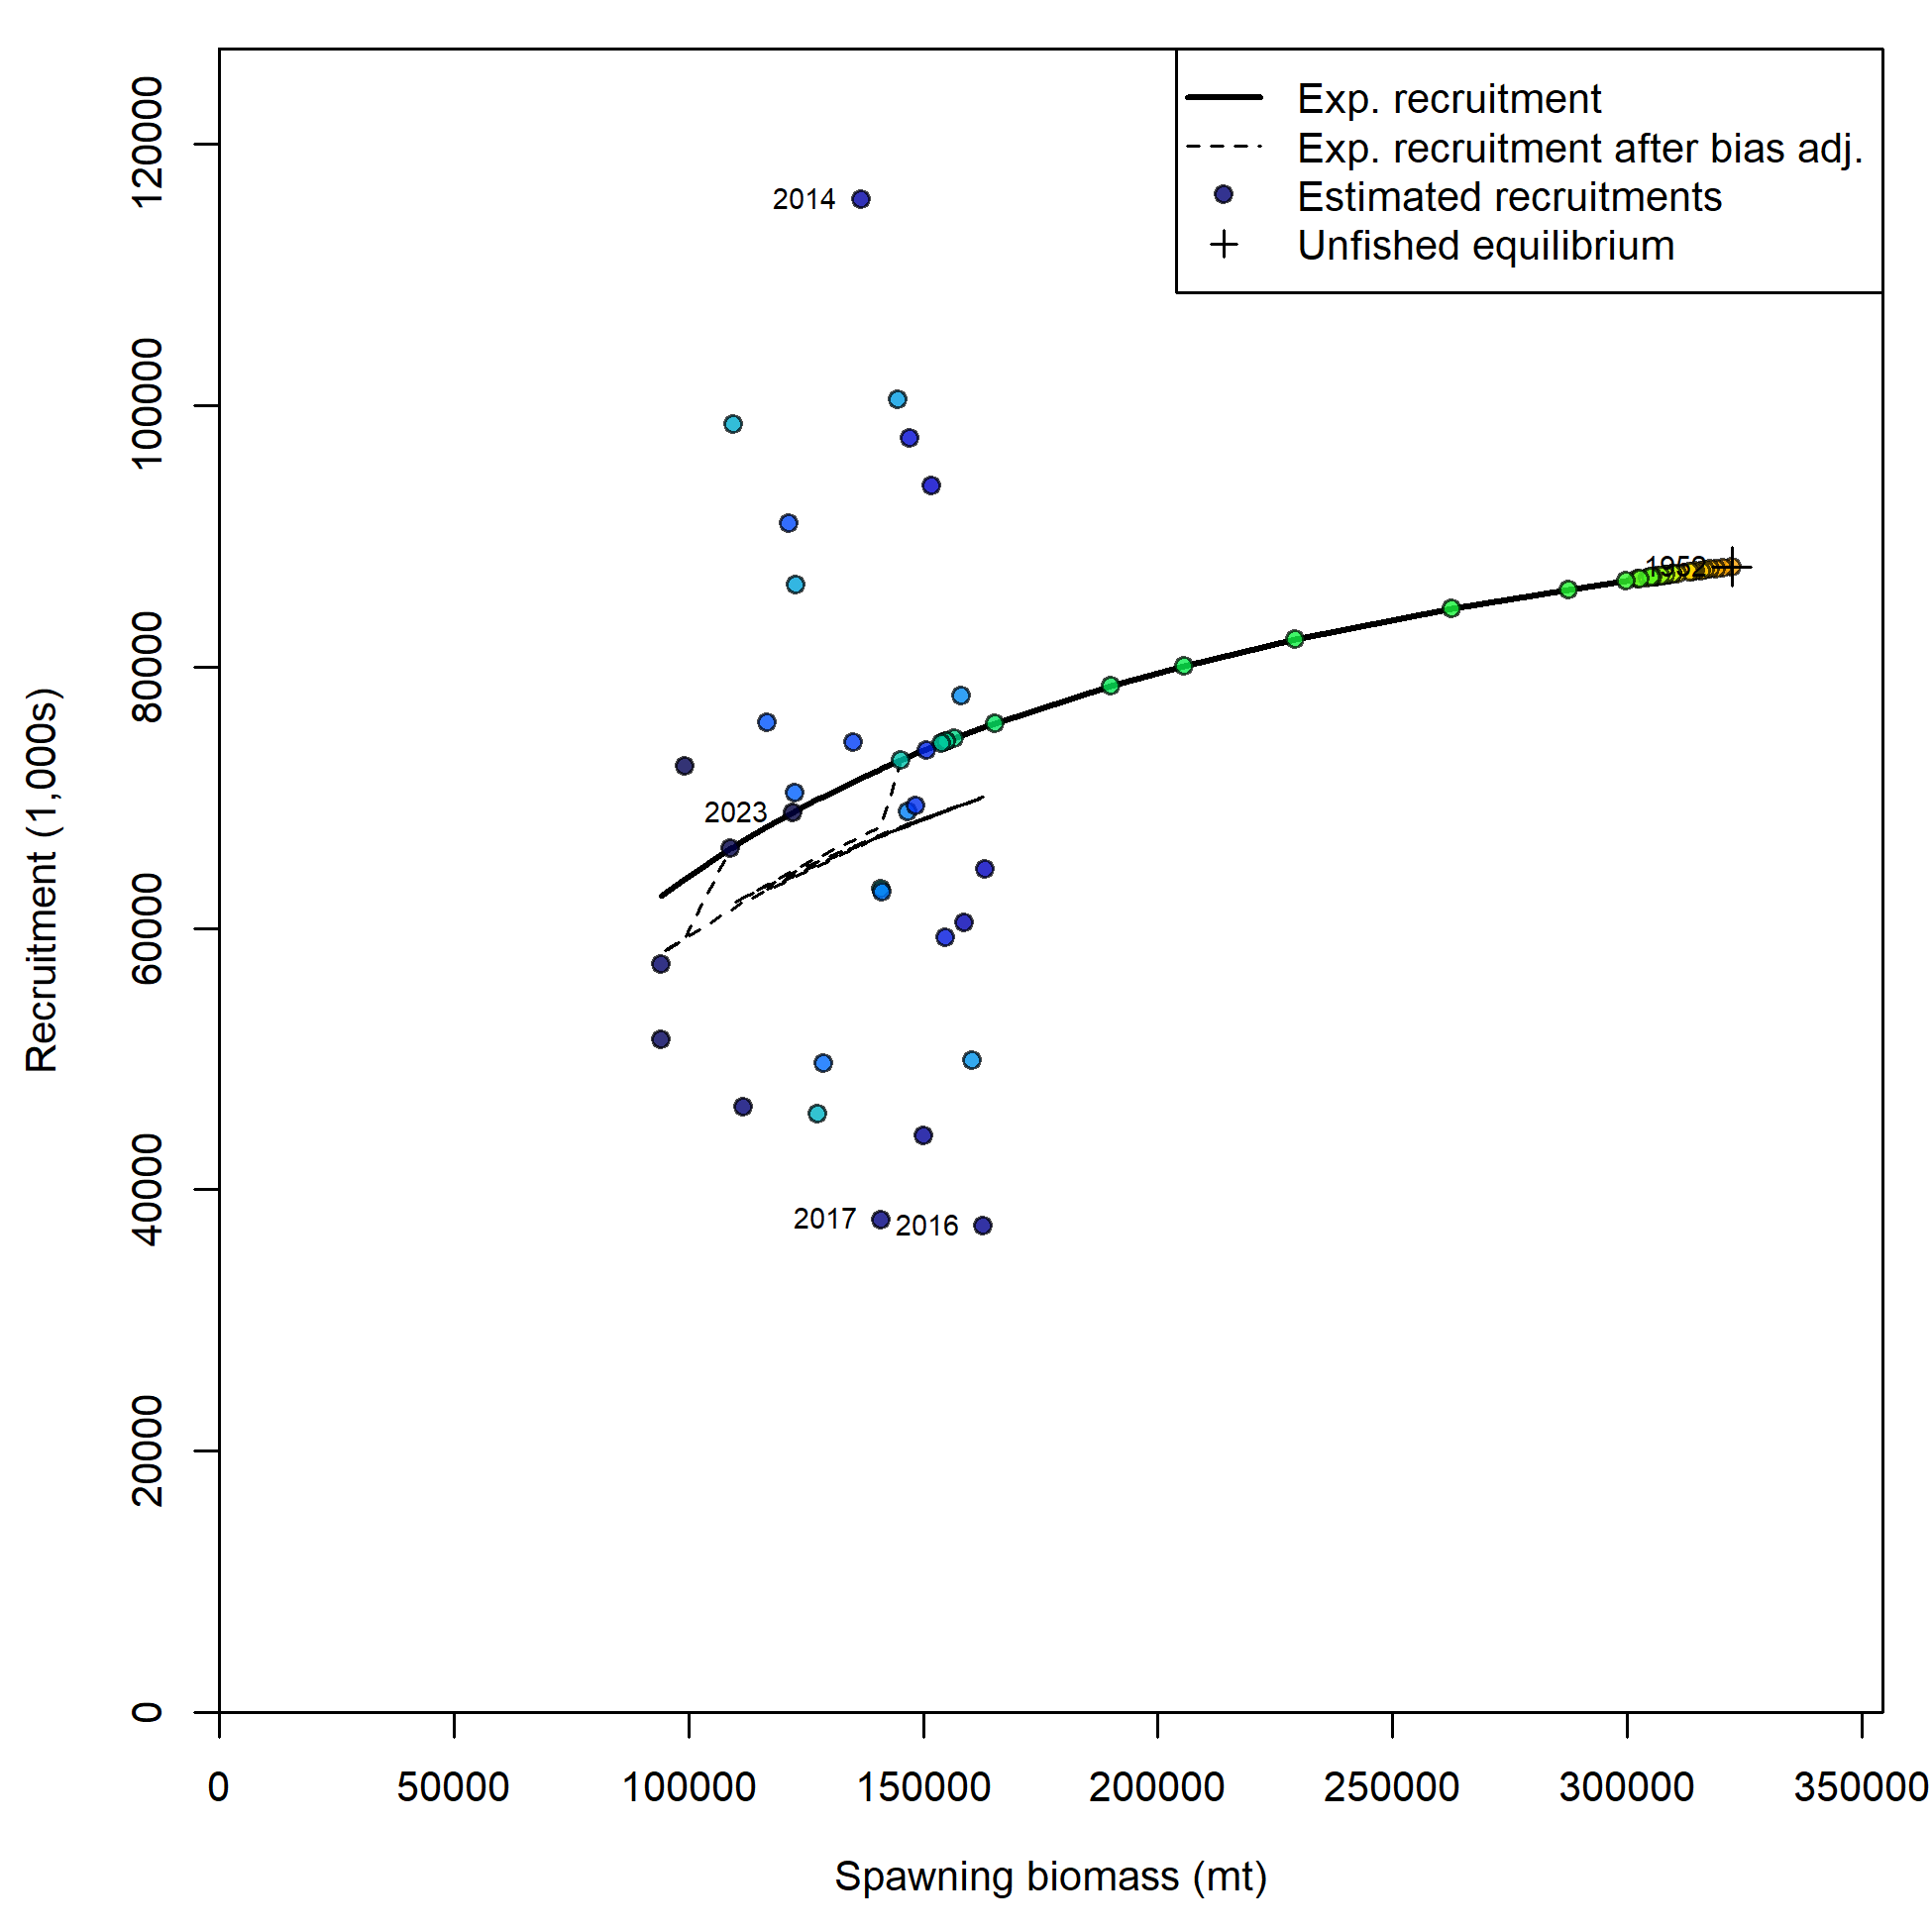 Exp. recruitment
Exp. recruitment after bias adj.
Estimated recruitments
Unfished equilibrium
2014
1952
2023
2017
2016
Recruitment (1,000s)
120000
100000
80000
60000
40000
20000
0
0 50000 100000 150000 200000 250000 300000 350000
Spawning biomass (mt)